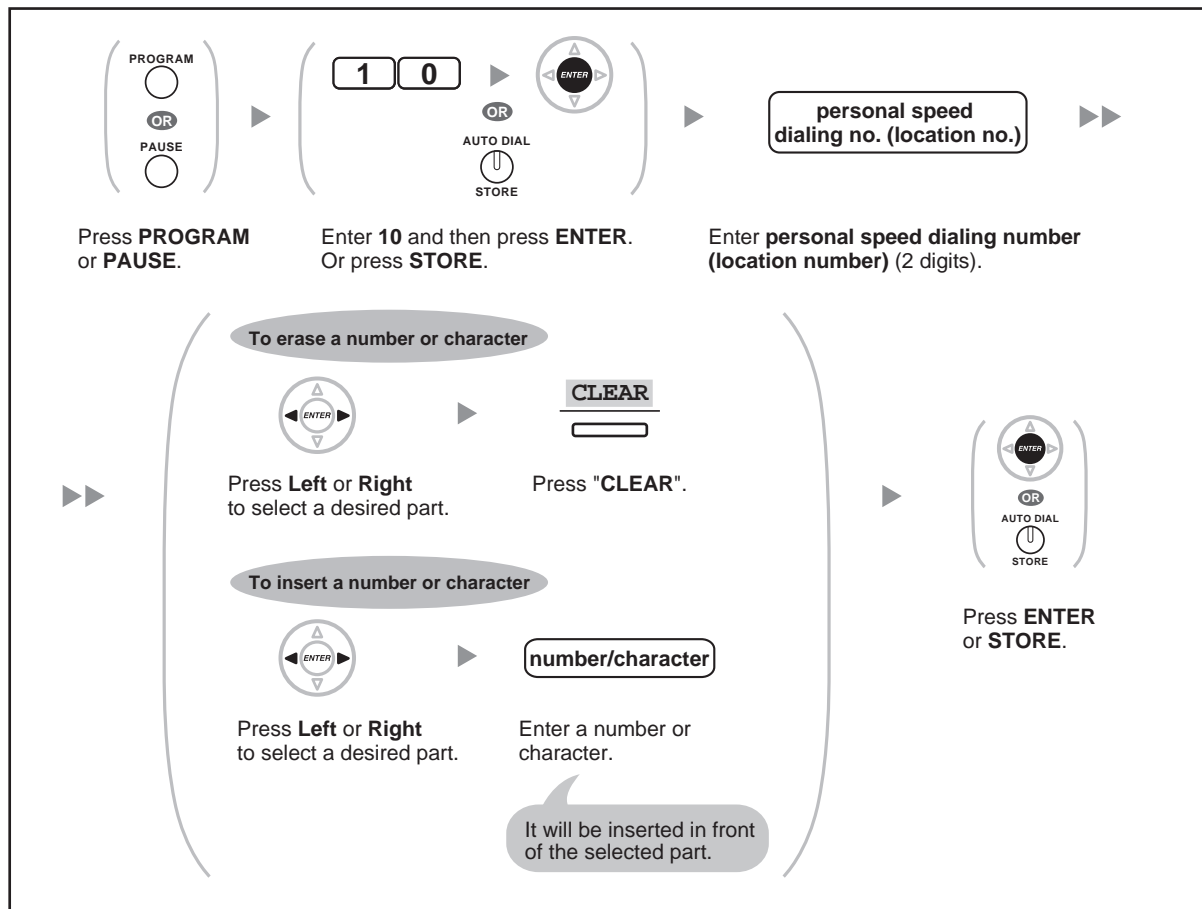 PROGRAM
OR
PAUSE
1 0
ENTER
OR
AUTO DIAL
STORE
personal speed
dialing no. (location no.)
Press PROGRAM
or PAUSE.
Enter 10 and then press ENTER.
Or press STORE.
Enter personal speed dialing number
(location number) (2 digits).
To erase a number or character
ENTER
CLEAR
Press Left or Right
to select a desired part.
Press "CLEAR".
To insert a number or character
ENTER
number/character
Press Left or Right
to select a desired part.
Enter a number or
character.
It will be inserted in front
of the selected part.
ENTER
OR
AUTO DIAL
STORE
Press ENTER
or STORE.